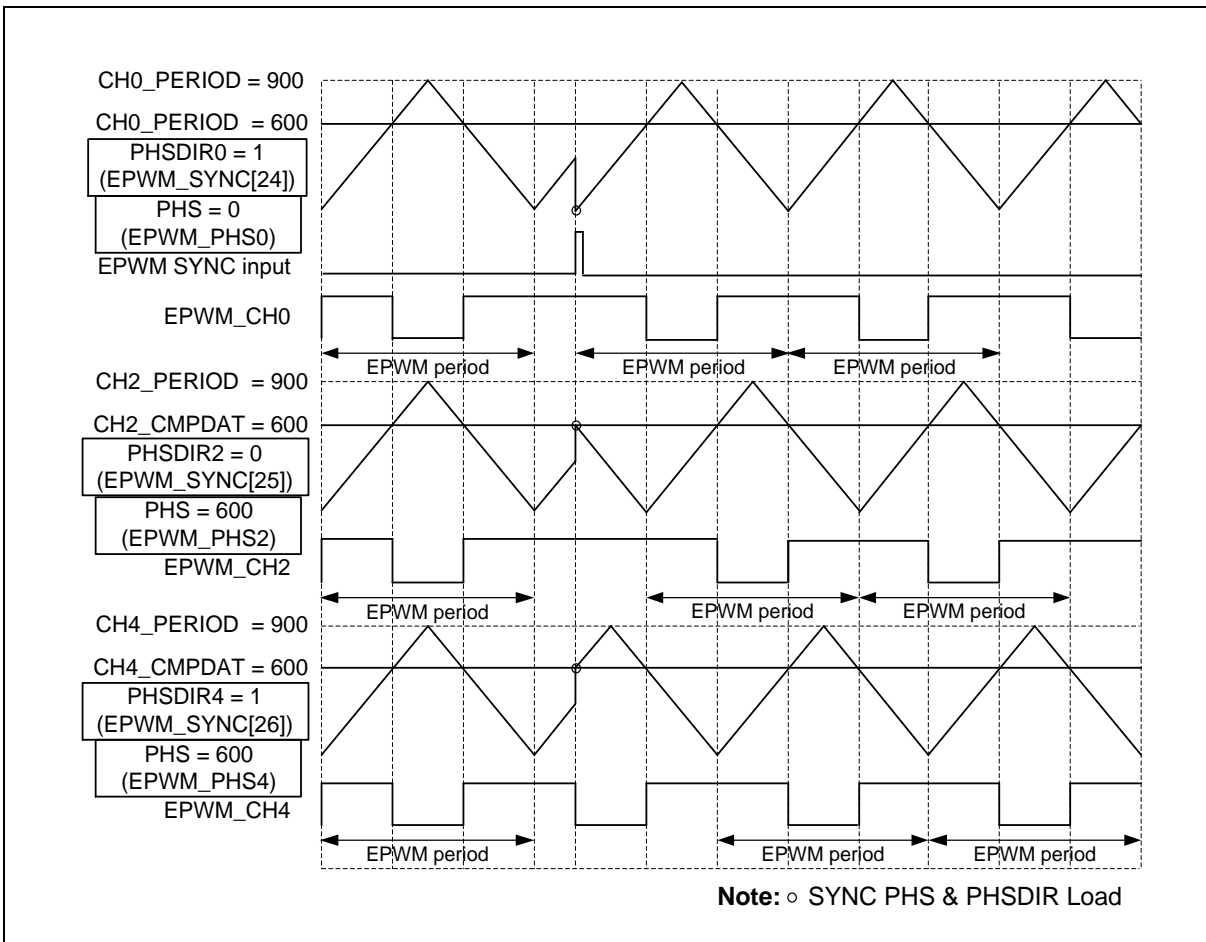 CH0_PERIOD = 900
CH0_PERIOD = 600
PHSDIR0 = 1
(EPWM_SYNC[24])
PHS = 0
(EPWM_PHS0)
EPWM SYNC input
EPWM_CH0
EPWM period EPWM period EPWM period
CH2_PERIOD = 900
CH2_CMPDAT = 600
PHSDIR2 = 0
(EPWM_SYNC[25])
PHS = 600
(EPWM_PHS2)
EPWM_CH2
EPWM period EPWM period EPWM period
CH4_PERIOD = 900
CH4_CMPDAT = 600
PHSDIR4 = 1
(EPWM_SYNC[26])
PHS = 600
(EPWM_PHS4)
EPWM_CH4
EPWM period EPWM period EPWM period
Note: ○ SYNC PHS & PHSDIR Load